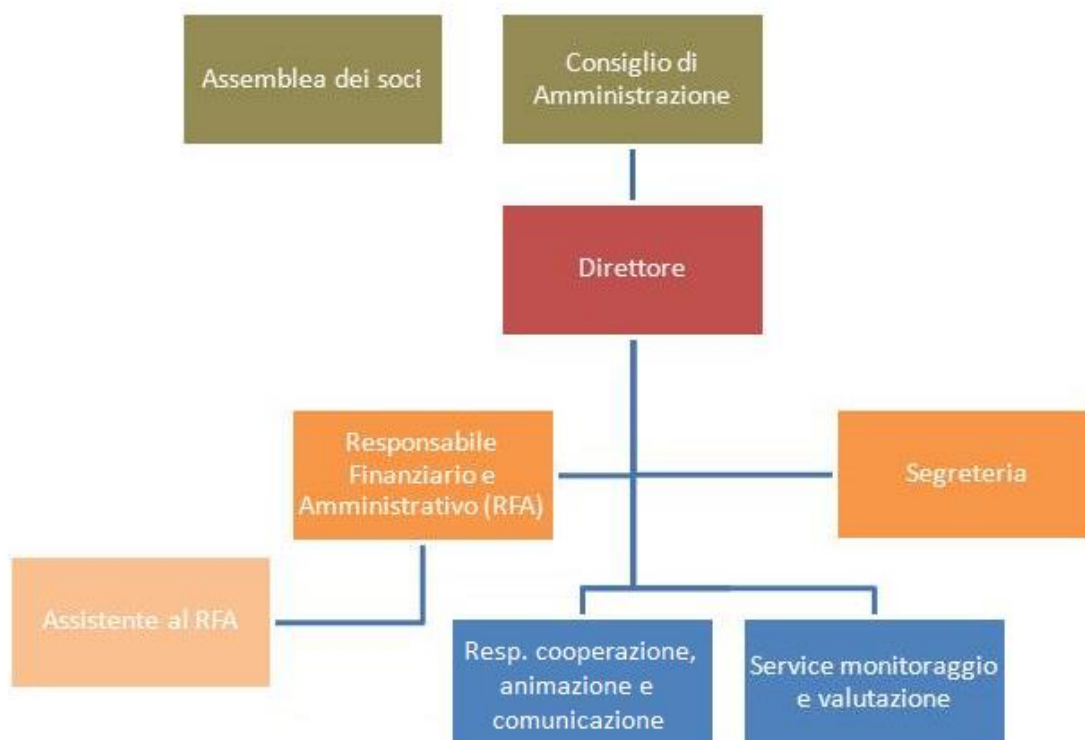 Assemblea dei soci
Consiglio di
Amministrazione
Direttore
Responsabile
Finanziario e
Amministrativo (RFA)
Segreteria
Assistente al RFA
Resp. cooperazione,
animazione e
comunicazione
Service monitoraggio
e valutazione